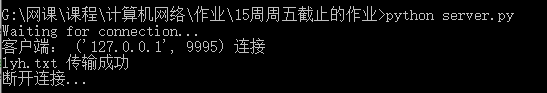 G:\网课\课程\计算机网络\作业\15周周五截止的作业>python server.py
Waiting for connection...
客户端： ('127.0.0.1', 9995) 连接
lyh.txt 传输成功
断开连接...